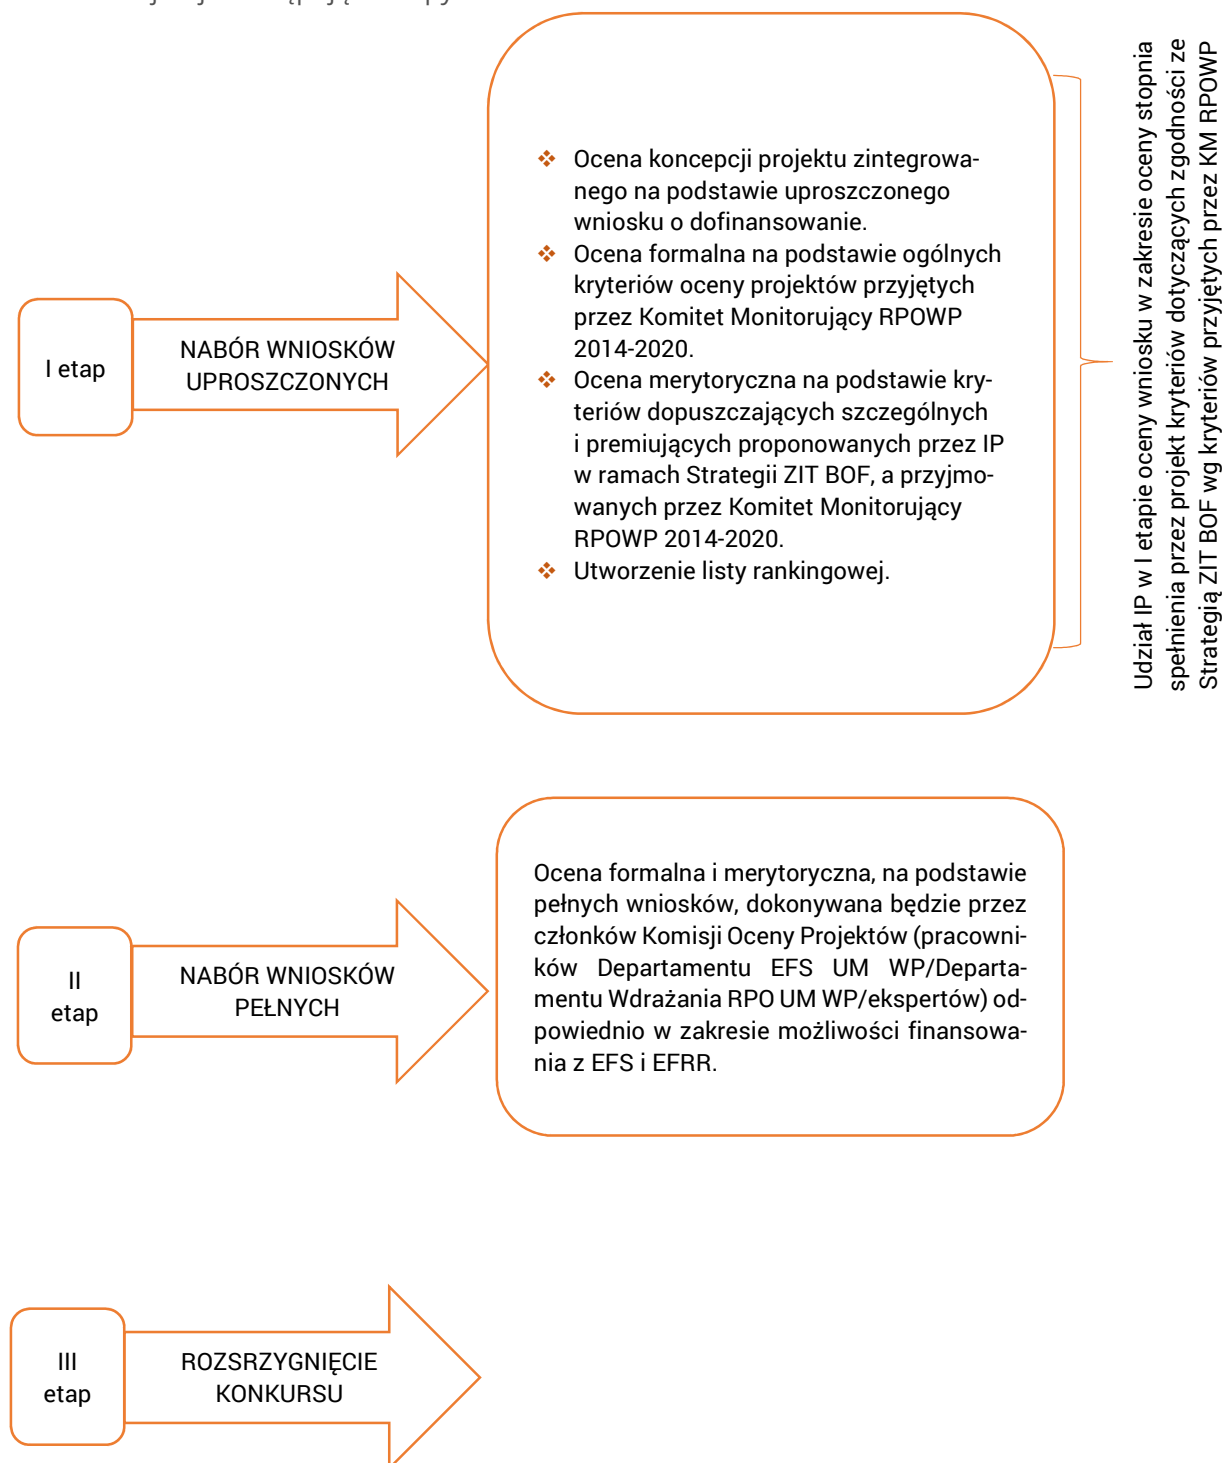 I etap
NABÓR WNIOSKÓW
UPROSZCZONYCH
❖ Ocena koncepcji projektu zintegrowa-
nego na podstawie uproszczonego
wniosku o dofinansowanie.
❖ Ocena formalna na podstawie ogólnych
kryteriów oceny projektów przyjętych
przez Komitet Monitorujący RPOWP
2014-2020.
❖ Ocena merytoryczna na podstawie kry-
teriów dopuszczających szczególnych
i premiujących proponowanych przez IP
w ramach Strategii ZIT BOF, a przyjmo-
wanych przez Komitet Monitorujący
RPOWP 2014-2020.
❖ Utworzenie listy rankingowej.
Udział IP w I etapie oceny wniosku w zakresie oceny stopnia
spełnienia przez projekt kryteriów dotyczących zgodności ze
Strategią ZIT BOF wg kryteriów przyjętych przez KM RPOWP
II
etap
NABÓR WNIOSKÓW
PEŁNYCH
Ocena formalna i merytoryczna, na podstawie
pełnych wniosków, dokonywana będzie przez
członków Komisji Oceny Projektów (pracowni-
ków Departamentu EFS UM WP/Departa-
mentu Wdrażania RPO UM WP/ekspertów) od-
powiednio w zakresie możliwości finansowa-
nia z EFS i EFRR.
III
etap
ROZSRZYGNIĘCIE
KONKURSU